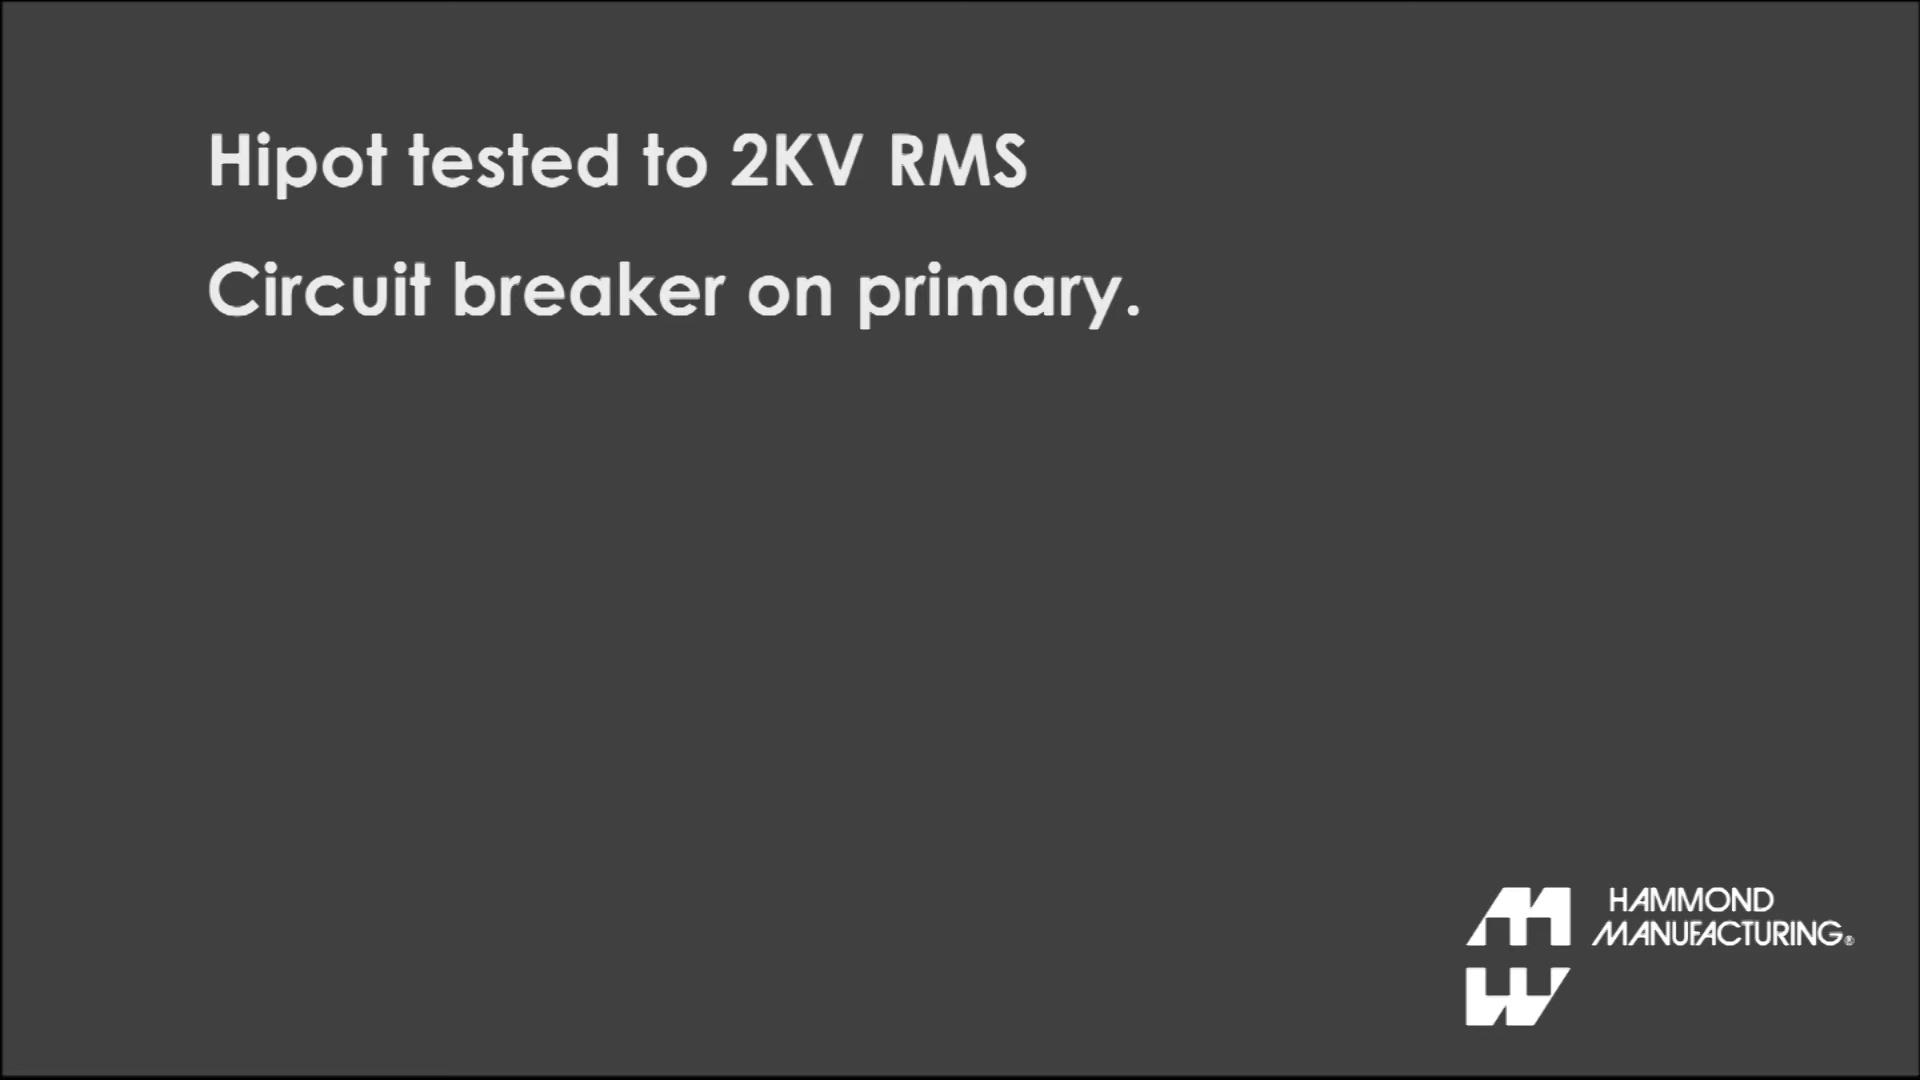 Hipot tested to 2KV RMS
Circuit breaker on primary.
HAMMOND
MANUFACTURING®